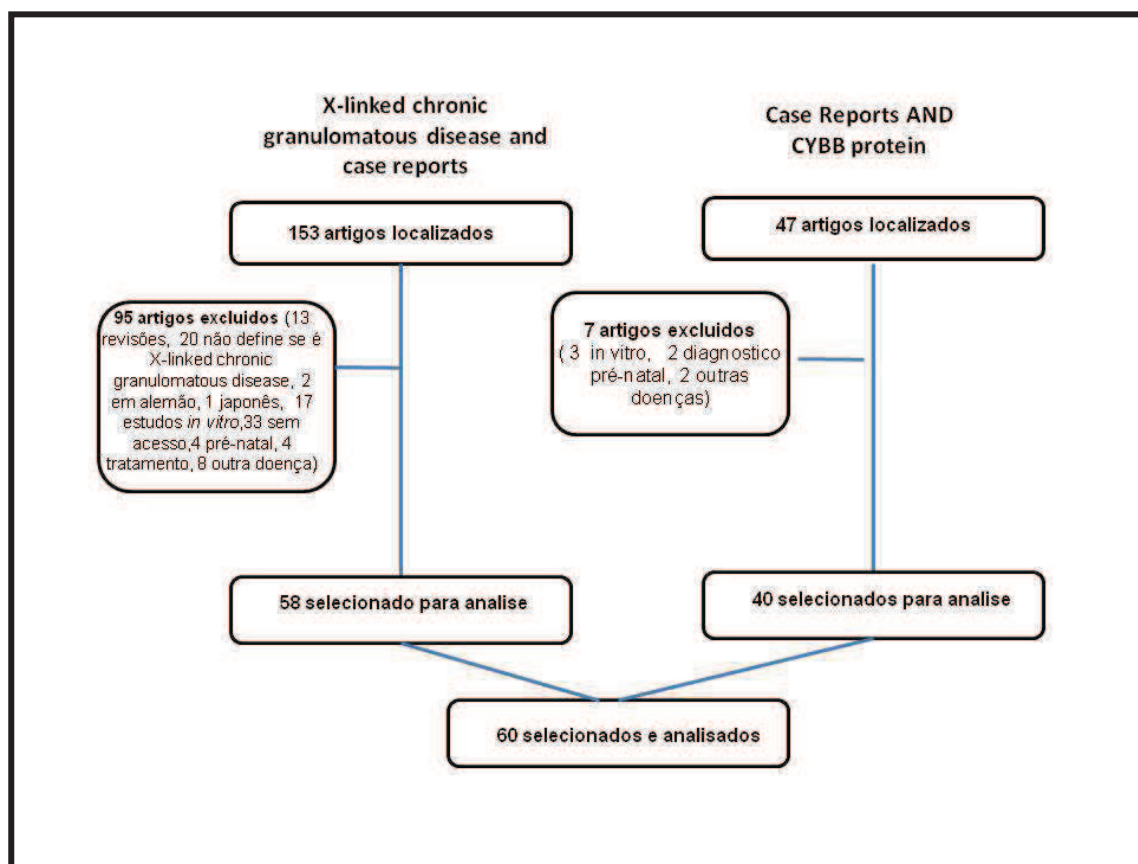 X-linked chronic
granulomatous disease and
case reports
Case Reports AND
CYBB protein
153 artigos localizados
47 artigos localizados
95 artigos excluidos (13
revisões, 20 não define se é
X-linked chronic
granulomatous disease, 2
em alemão, 1 japonês, 17
estudos in vitro,33 sem
acesso,4 pré-natal, 4
tratamento, 8 outra doença)
7 artigos excluidos
( 3 in vitro, 2 diagnostico
pré-natal, 2 outras
doenças)
58 selecionado para analise
40 selecionados para analise
60 selecionados e analisados